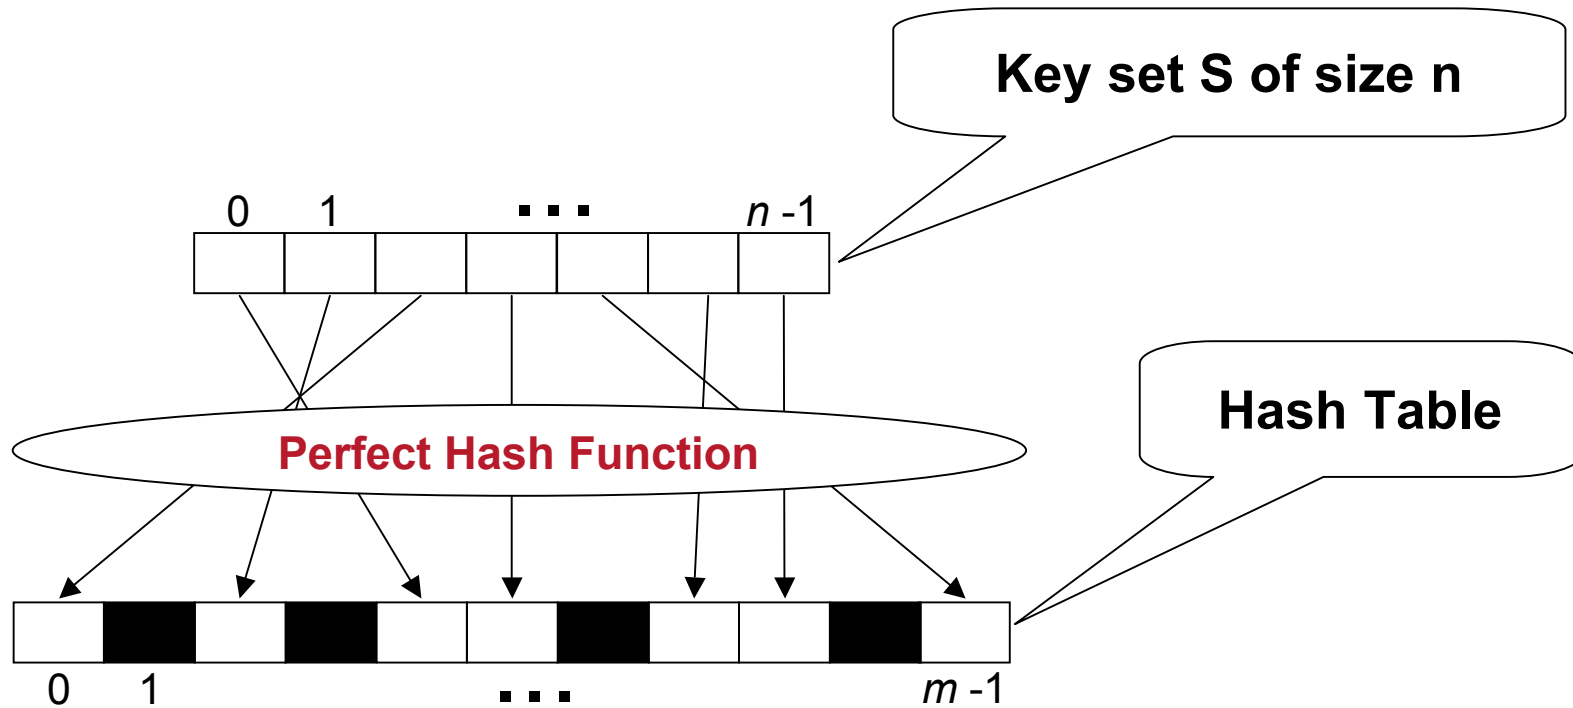 Key set S of size n
0 1 ... n -1
Hash Table
Perfect Hash Function
0 1 ... m -1